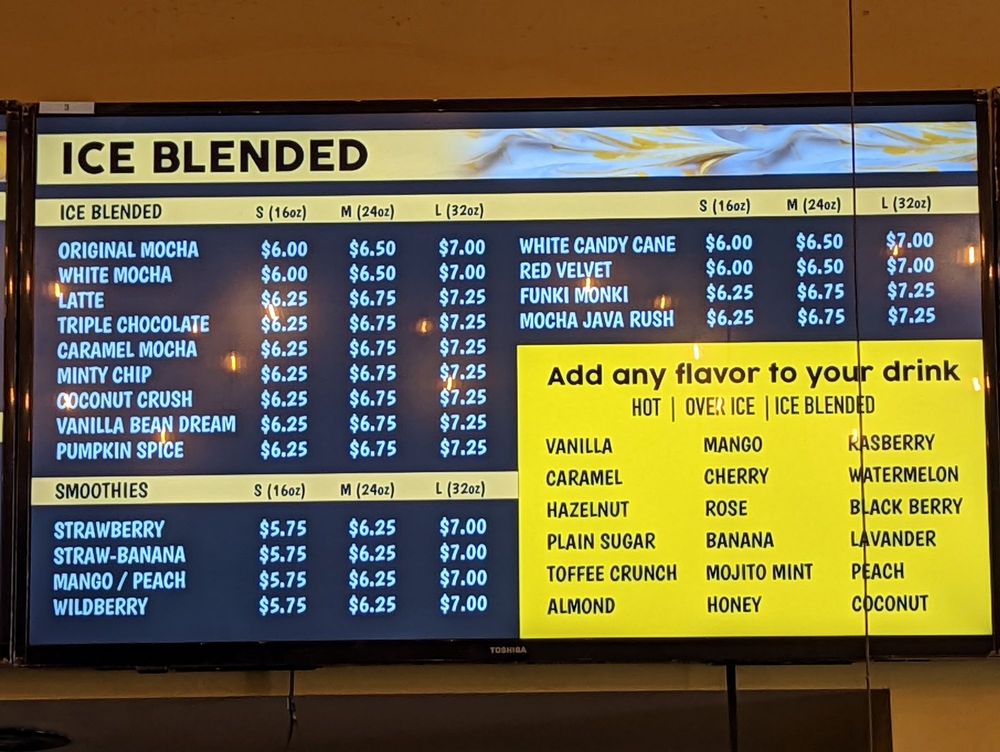 3
ICE BLENDED
ICE BLENDED S (16oz) M (24oz) L (32oz)
ORIGINAL MOCHA $6.00 $6.50 $7.00
WHITE MOCHA $6.00 $6.50 $7.00
LATTE $6.25 $6.75 $7.25
TRIPLE CHOCOLATE $6.25 $6.75 $7.25
CARAMEL MOCHA $6.25 $6.75 $7.25
MINTY CHIP $6.25 $6.75 $7.25
COCONUT CRUSH $6.25 $6.75 $7.25
VANILLA BEAN DREAM $6.25 $6.75 $7.25
PUMPKIN SPICE $6.25 $6.75 $7.25
SMOOTHIES S (16oz) M (24oz) L (32oz)
STRAWBERRY $5.75 $6.25 $7.00
STRAW-BANANA $5.75 $6.25 $7.00
MANGO / PEACH $5.75 $6.25 $7.00
WILDBERRY $5.75 $6.25 $7.00
S (16oz) M (24oz) L (32oz)
WHITE CANDY CANE $6.00 $6.50 $7.00
RED VELVET $6.00 $6.50 $7.00
FUNKI MONKI $6.25 $6.75 $7.25
MOCHA JAVA RUSH $6.25 $6.75 $7.25
Add any flavor to your drink
HOT | OVER ICE | ICE BLENDED
VANILLA MANGO RASBERRY
CARAMEL CHERRY WATERMELON
HAZELNUT ROSE BLACK BERRY
PLAIN SUGAR BANANA LAVANDER
TOFFEE CRUNCH MOJITO MINT PEACH
ALMOND HONEY COCONUT
TOSHIBA